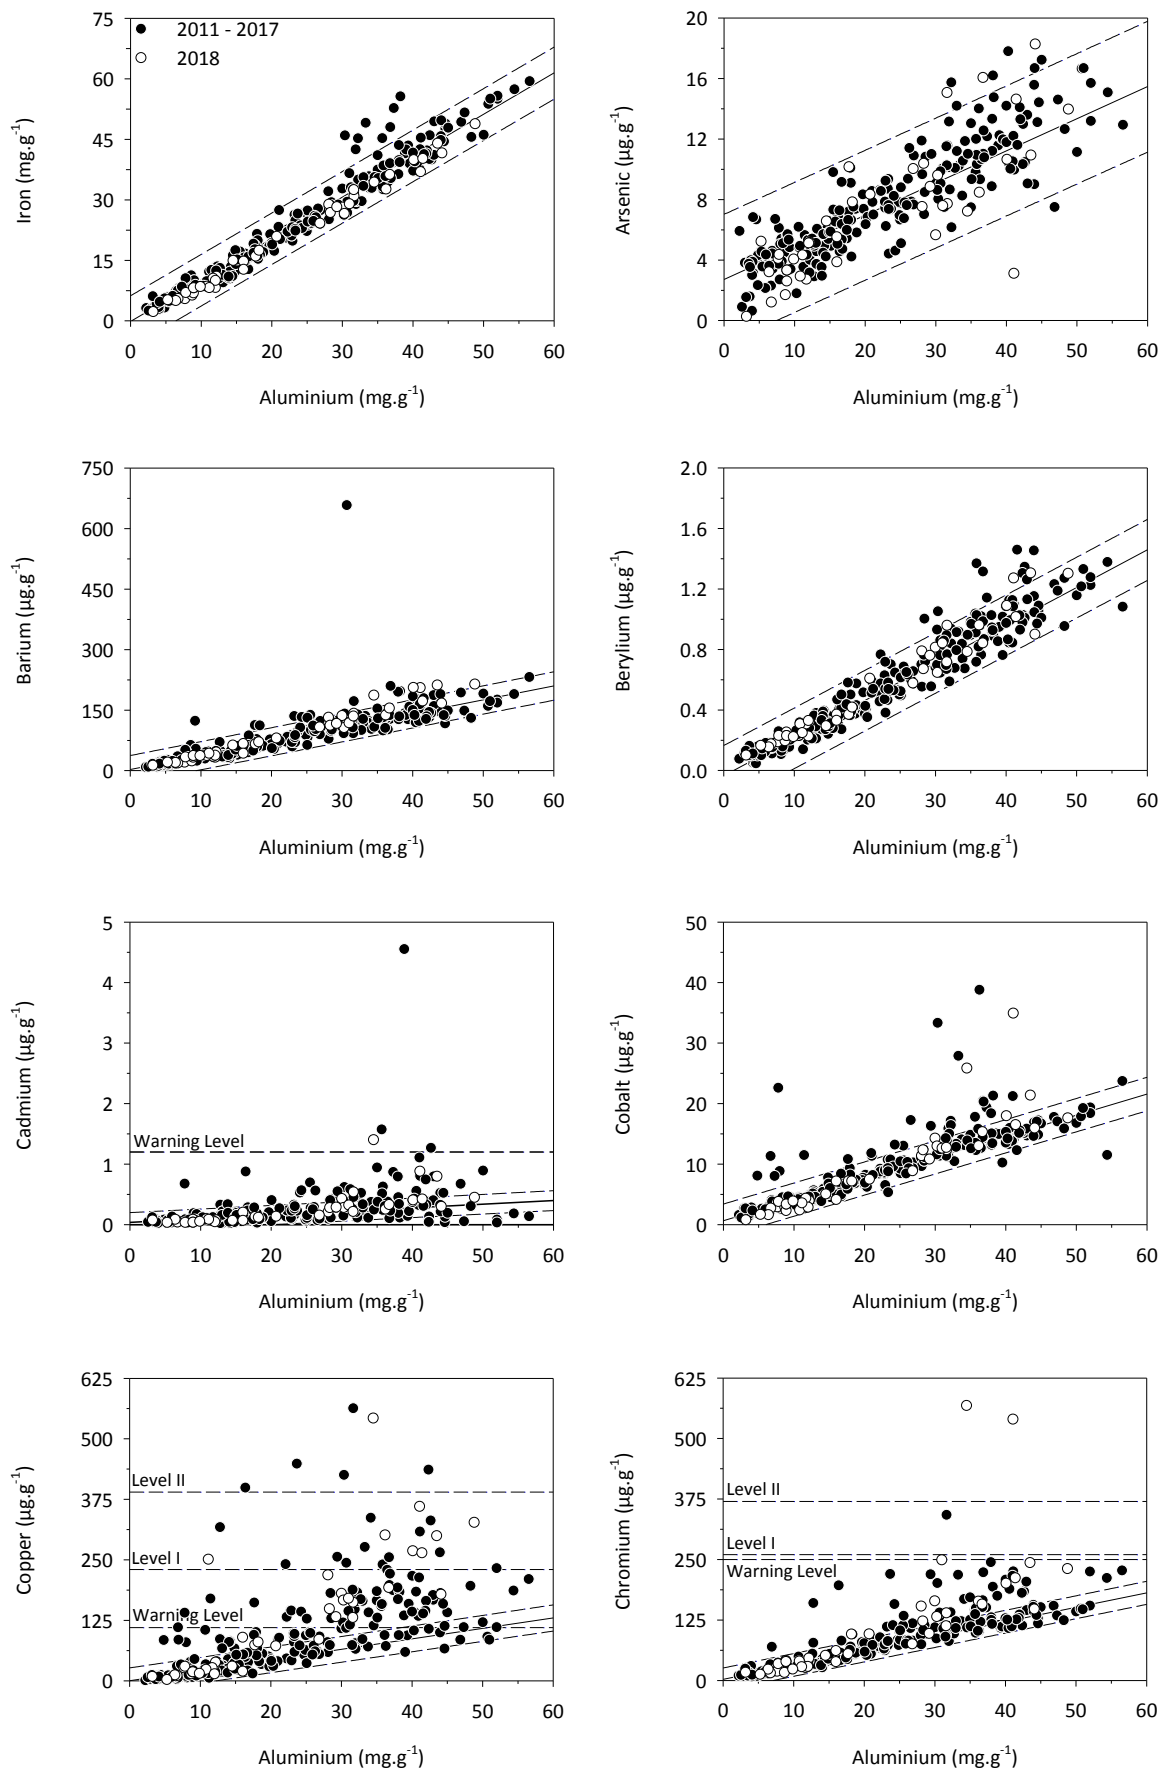 75
60
45
30
15
0
Iron (mg.g-1)
2011 - 2017
2018
0 10 20 30 40 50 60
Aluminium (mg.g-1)
20
16
12
8
4
0
Arsenic (µg.g-1)
0 10 20 30 40 50 60
Aluminium (mg.g-1)
750
600
450
300
150
0
Barium (µg.g-1)
0 10 20 30 40 50 60
Aluminium (mg.g-1)
2.0
1.6
1.2
0.8
0.4
0.0
Berylium (µg.g-1)
0 10 20 30 40 50 60
Aluminium (mg.g-1)
5
4
3
2
1
0
Cadmium (µg.g-1)
Warning Level
0 10 20 30 40 50 60
Aluminium (mg.g-1)
50
40
30
20
10
0
Cobalt (µg.g-1)
0 10 20 30 40 50 60
Aluminium (mg.g-1)
625
500
375
250
125
0
Copper (µg.g-1)
Level II
Level I
Warning Level
0 10 20 30 40 50 60
Aluminium (mg.g-1)
625
500
375
250
125
0
Chromium (µg.g-1)
Level II
Level I
Warning Level
0 10 20 30 40 50 60
Aluminium (mg.g-1)